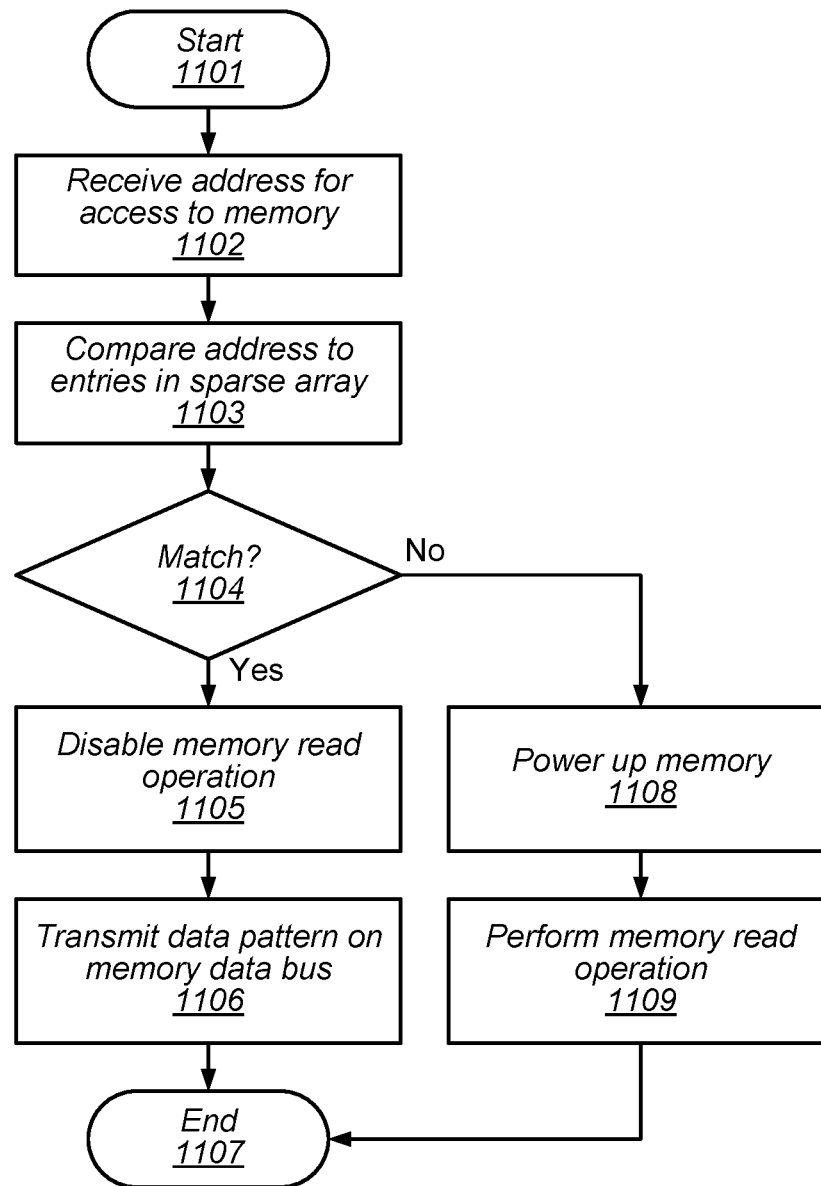 Start
1101
Receive address for
access to memory
1102
Compare address to
entries in sparse array
1103
Match?
1104
No
Yes
Disable memory read
operation
1105
Power up memory
1108
Transmit data pattern on
memory data bus
1106
Perform memory read
operation
1109
End
1107